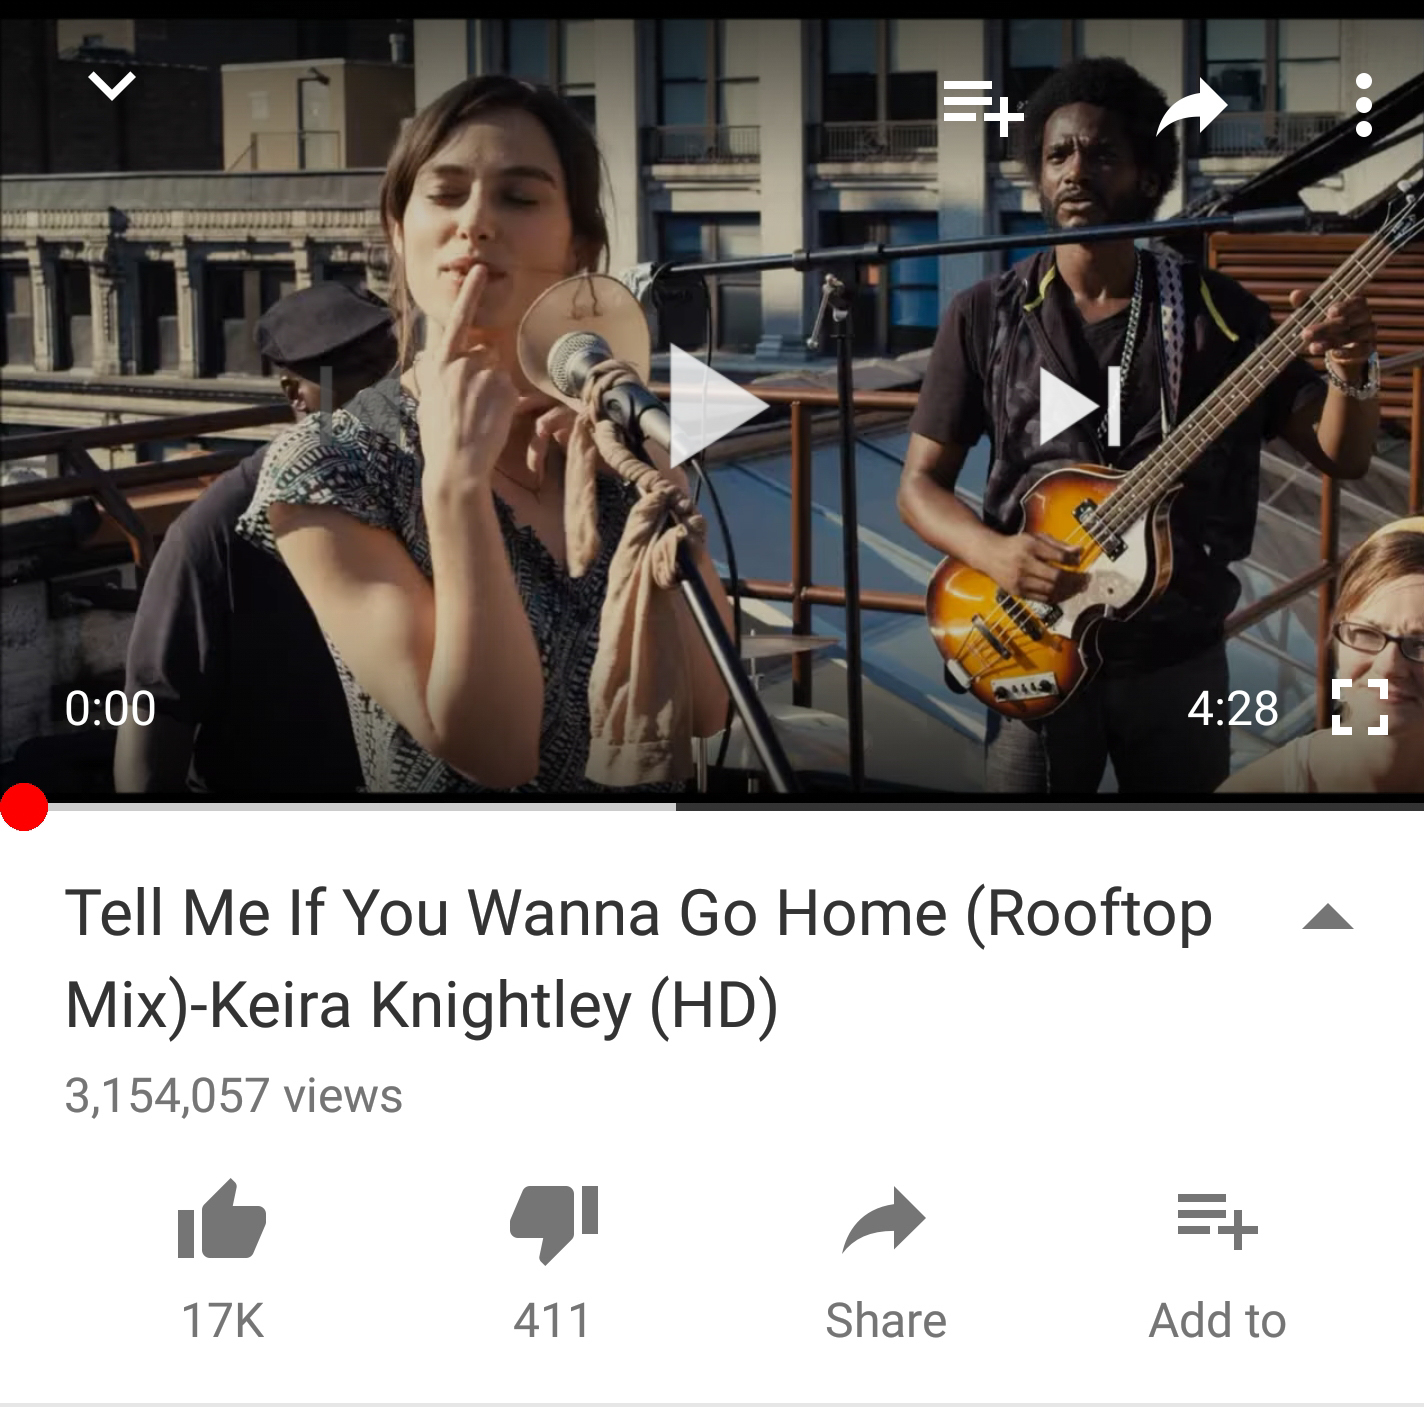 0:00
4:28
Tell Me If You Wanna Go Home (Rooftop
Mix)-Keira Knightley (HD)
3,154,057 views
17K
411
Share
Add to